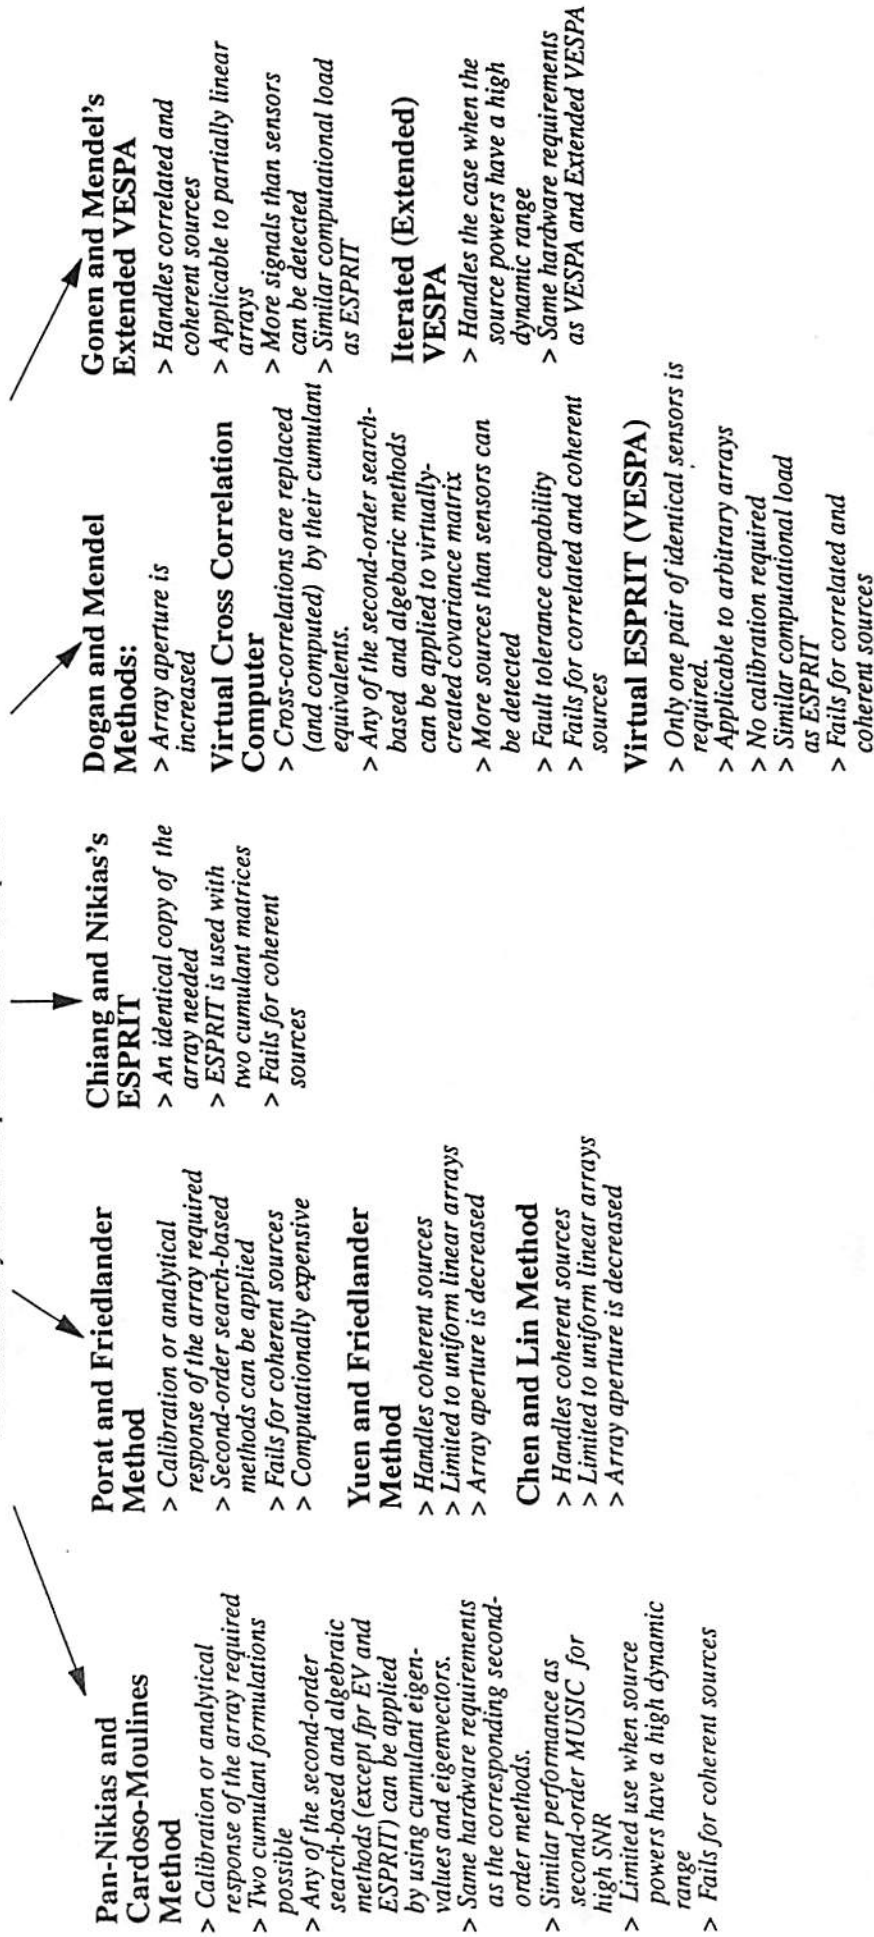 Pan-Nikias and
Cardoso-Moulines
Method
> Calibration or analytical
response of the array required
> Two cumulant formulations
possible
> Any of the second-order
search-based and algebraic
methods (except fpr EV and
ESPRIT) can be applied
by using cumulant eigen-
values and eigenvectors.
> Same hardware requirements
as the corresponding second-
order methods.
> Similar performance as
second-order MUSIC for
high SNR
> Limited use when source
powers have a high dynamic
range
> Fails for coherent sources
Porat and Friedlander
Method
> Calibration or analytical
response of the array required
> Second-order search-based
methods can be applied
> Fails for coherent sources
> Computationally expensive
Yuen and Friedlander
Method
> Handles coherent sources
> Limited to uniform linear arrays
> Array aperture is decreased
Chen and Lin Method
> Handles coherent sources
> Limited to uniform linear arrays
> Array aperture is decreased
Chiang and Nikias's
ESPRIT
> An identical copy of the
array needed
> ESPRIT is used with
two cumulant matrices
> Fails for coherent
sources
Dogan and Mendel
Methods:
> Array aperture is
increased
Virtual Cross Correlation
Computer
> Cross-correlations are replaced
(and computed) by their cumulant
equivalents.
> Any of the second-order search-
based and algebaric methods
can be applied to virtually-
created covariance matrix
> More sources than sensors can
be detected
> Fault tolerance capability
> Fails for correlated and coherent
sources
Virtual ESPRIT (VESPA)
> Only one pair of identical sensors is
required.
> Applicable to arbitrary arrays
> No calibration required
> Similar computational load
as ESPRIT
> Fails for correlated and
coherent sources
Gonen and Mendel's
Extended VESPA
> Handles correlated and
coherent sources
> Applicable to partially linear
arrays
> More signals than sensors
can be detected
> Similar computational load
as ESPRIT
Iterated (Extended)
VESPA
> Handles the case when the
source powers have a high
dynamic range
> Same hardware requirements
as VESPA and Extended VESPA